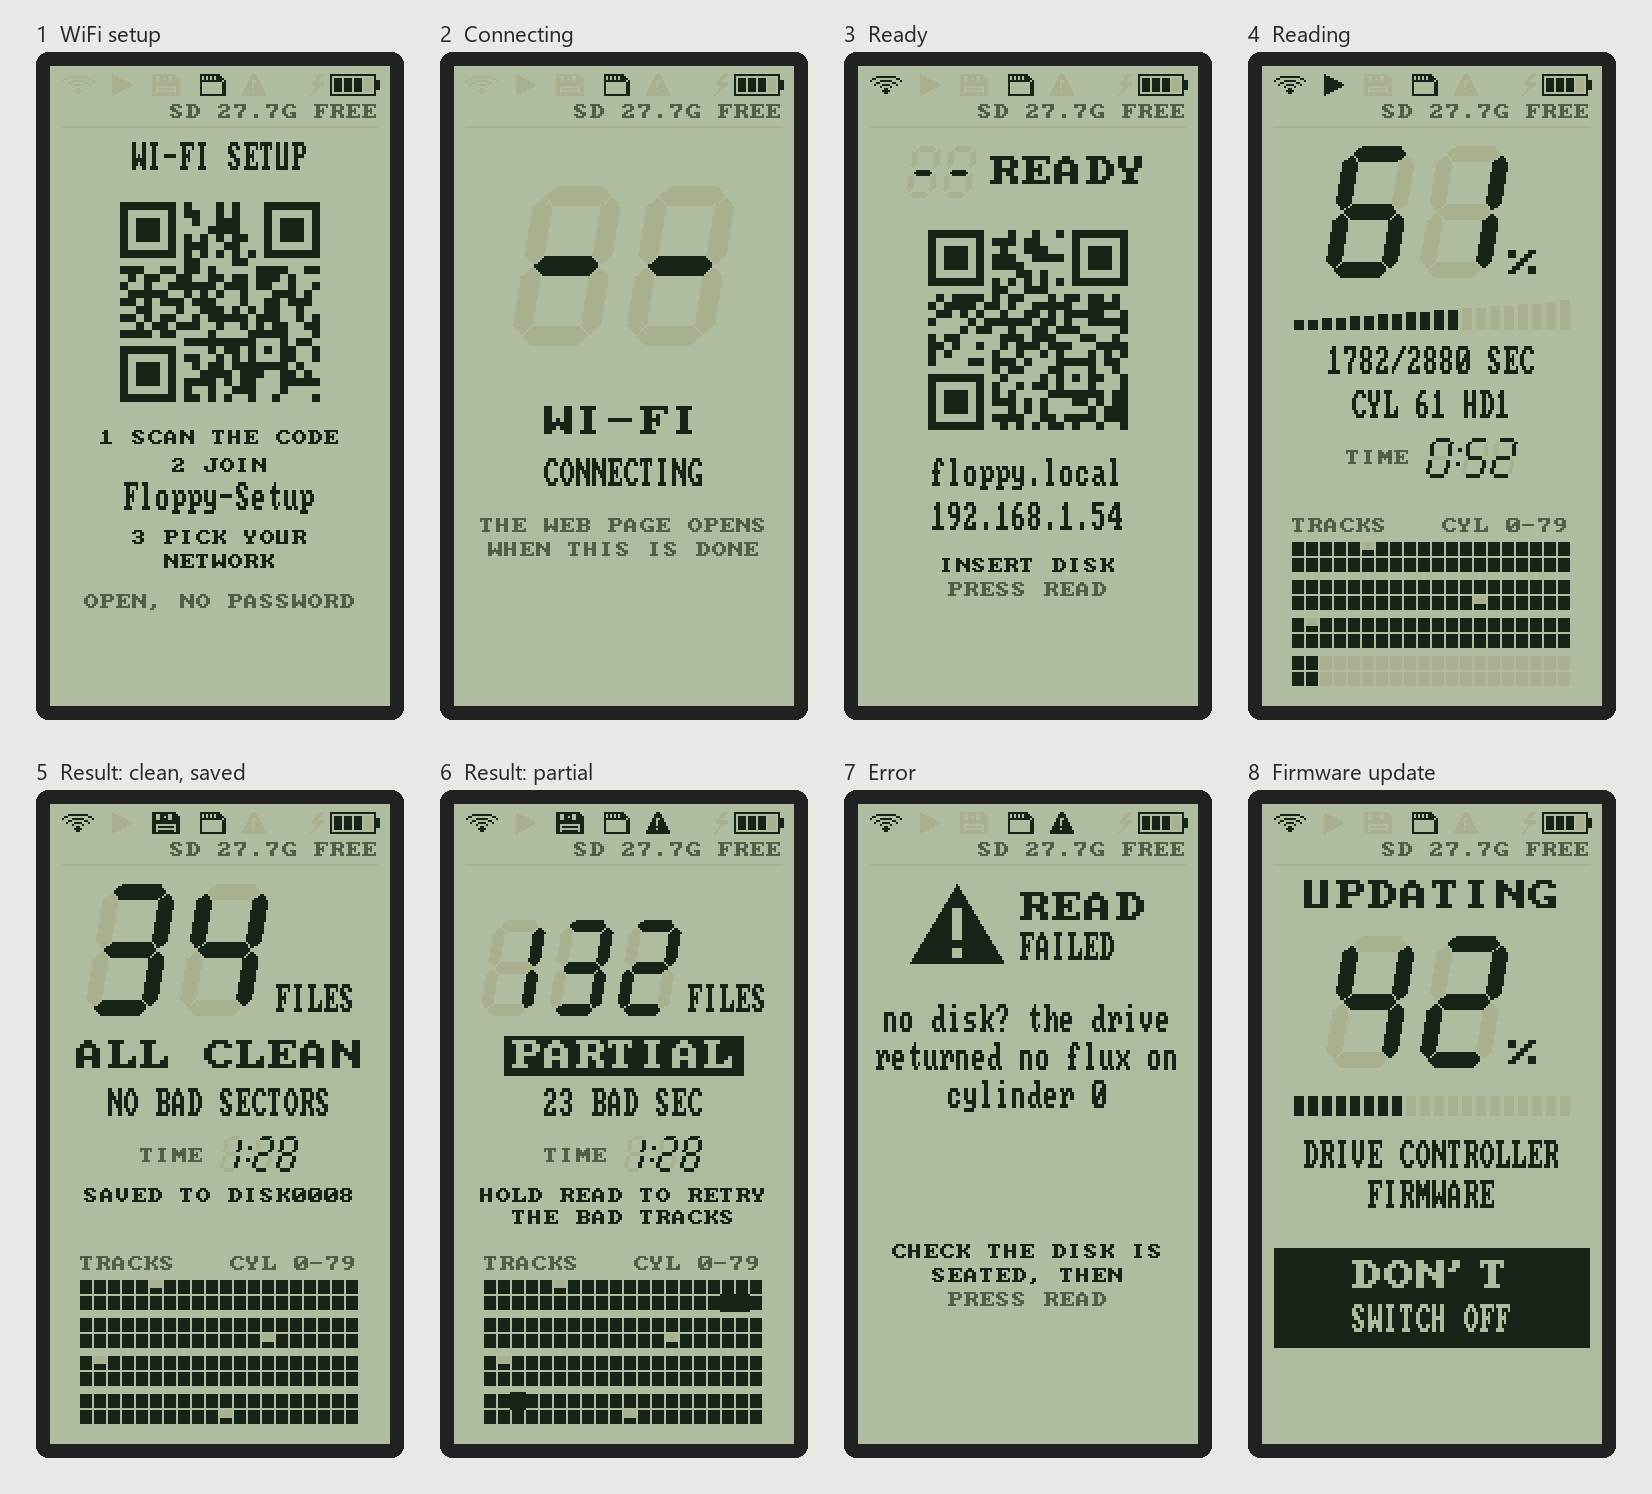 1 WiFi setup
SD 27.7G FREE
WI-FI SETUP
1 SCAN THE CODE
2 JOIN
Floppy-Setup
3 PICK YOUR
NETWORK
OPEN, NO PASSWORD
2 Connecting
SD 27.7G FREE
--
WI-FI
CONNECTING
THE WEB PAGE OPENS
WHEN THIS IS DONE
3 Ready
SD 27.7G FREE
-- READY
floppy.local
192.168.1.54
INSERT DISK
PRESS READ
4 Reading
SD 27.7G FREE
61%
1782/2880 SEC
CYL 61 HD1
TIME 0:52
TRACKS CYL 0-79
5 Result: clean, saved
SD 27.7G FREE
34 FILES
ALL CLEAN
NO BAD SECTORS
TIME 1:28
SAVED TO DISK0008
TRACKS CYL 0-79
6 Result: partial
SD 27.7G FREE
132 FILES
PARTIAL
23 BAD SEC
TIME 1:28
HOLD READ TO RETRY
THE BAD TRACKS
TRACKS CYL 0-79
7 Error
SD 27.7G FREE
READ
FAILED
no disk? the drive
returned no flux on
cylinder 0
CHECK THE DISK IS
SEATED, THEN
PRESS READ
8 Firmware update
SD 27.7G FREE
UPDATING
42%
DRIVE CONTROLLER
FIRMWARE
DON'T
SWITCH OFF